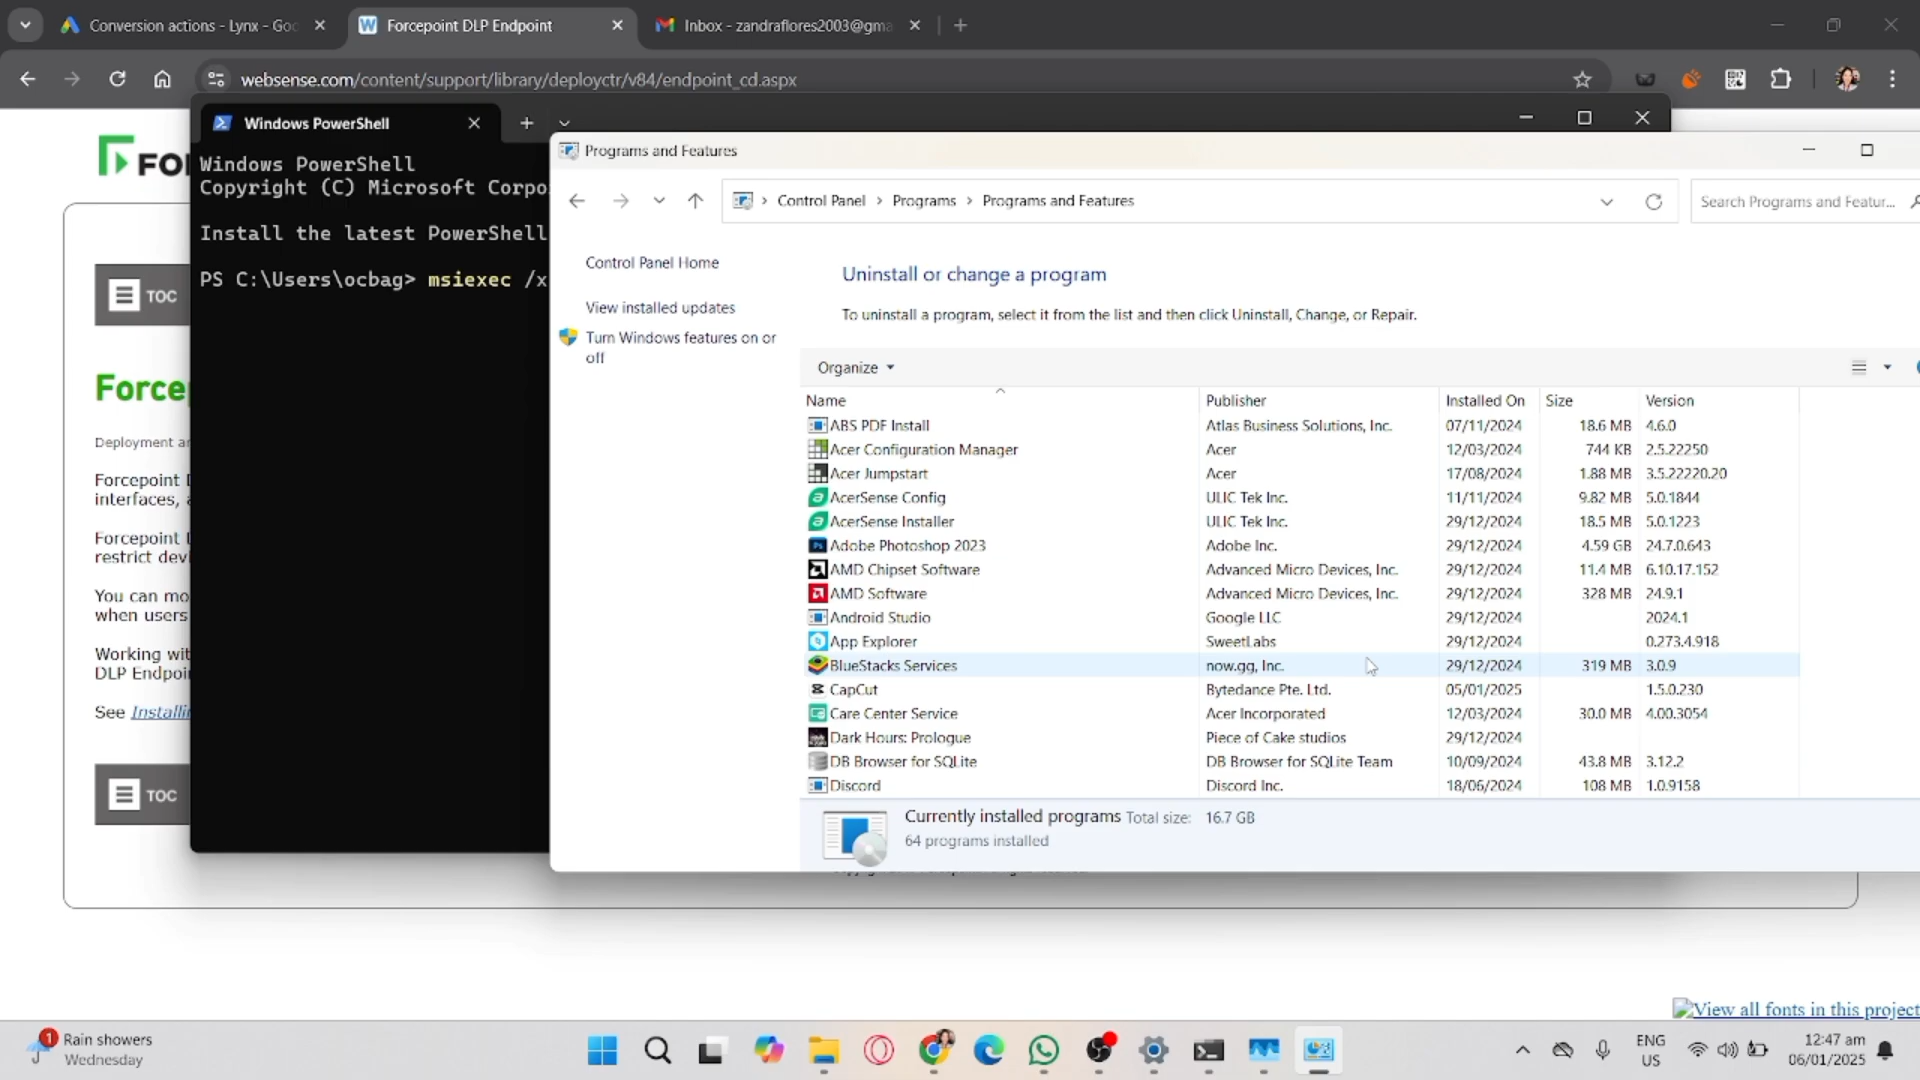 Conversion actions - Lynx - Goo
Forcepoint DLP Endpoint
Inbox - zandraflores2003@gma
websense.com/content/support/library/deployctr/v84/endpoint_cd.aspx
FO
TOC
Force
Deployment a
Forcepoint
interfaces, a
Forcepoint
restrict devi
You can mo
when users
Working wit
DLP Endpoi
See Installi
TOC
Windows PowerShell
Windows PowerShell
Copyright (C) Microsoft Corpo
Install the latest PowerShell
PS C:\Users\ocbag> msiexec /x
Programs and Features
Control Panel > Programs > Programs and Features
Search Programs and Featur...
Control Panel Home
View installed updates
Turn Windows features on or
off
Uninstall or change a program
To uninstall a program, select it from the list and then click Uninstall, Change, or Repair.
Organize
Name Publisher Installed On Size Version
ABS PDF Install Atlas Business Solutions, Inc. 07/11/2024 18.6 MB 4.6.0
Acer Configuration Manager Acer 12/03/2024 744 KB 2.5.22250
Acer Jumpstart Acer 17/08/2024 1.88 MB 3.5.22220.20
AcerSense Config ULIC Tek Inc. 11/11/2024 9.82 MB 5.0.1844
AcerSense Installer ULIC Tek Inc. 29/12/2024 18.5 MB 5.0.1223
Adobe Photoshop 2023 Adobe Inc. 29/12/2024 4.59 GB 24.7.0.643
AMD Chipset Software Advanced Micro Devices, Inc. 29/12/2024 11.4 MB 6.10.17.152
AMD Software Advanced Micro Devices, Inc. 29/12/2024 328 MB 24.9.1
Android Studio Google LLC 29/12/2024 2024.1
App Explorer SweetLabs 29/12/2024 0.273.4.918
BlueStacks Services now.gg, Inc. 29/12/2024 319 MB 3.0.9
CapCut Bytedance Pte. Ltd. 05/01/2025 1.5.0.230
Care Center Service Acer Incorporated 12/03/2024 30.0 MB 4.00.3054
Dark Hours: Prologue Piece of Cake studios 29/12/2024
DB Browser for SQLite DB Browser for SQLite Team 10/09/2024 43.8 MB 3.12.2
Discord Discord Inc. 18/06/2024 108 MB 1.0.9158
Currently installed programs Total size: 16.7 GB
64 programs installed
View all fonts in this project
1
Rain showers
Wednesday
ENG
US
12:47 am
06/01/2025